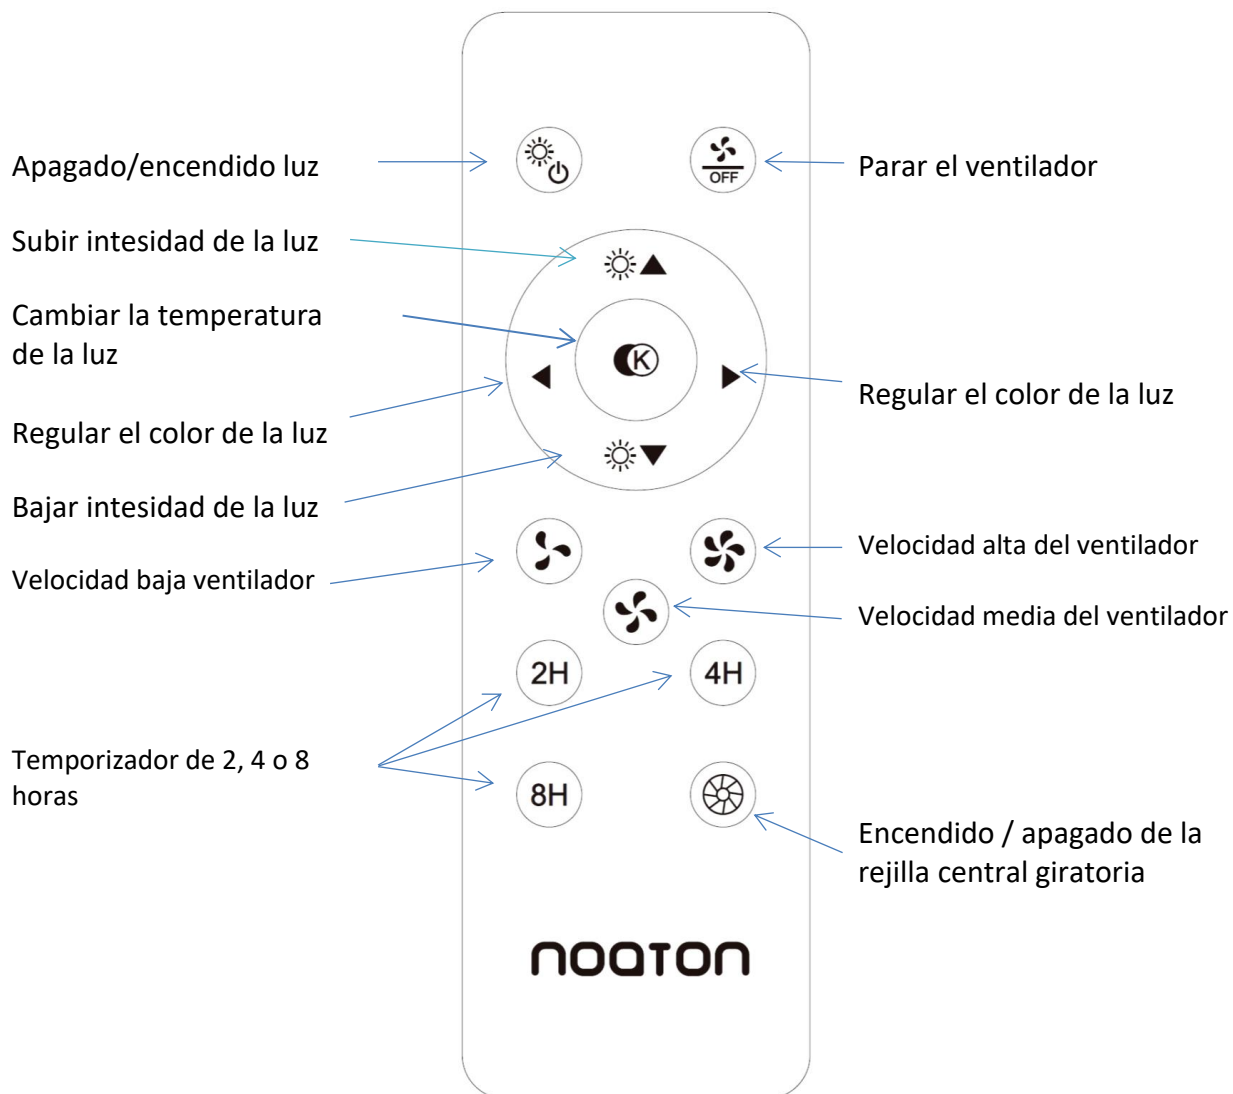 Apagado/encendido luz
OFF
Parar el ventilador
Subir intesidad de la luz
Cambiar la temperatura
de la luz
K
Regular el color de la luz
Regular el color de la luz
Bajar intesidad de la luz
Velocidad alta del ventilador
Velocidad baja ventilador
Velocidad media del ventilador
2H
4H
Temporizador de 2, 4 o 8
horas
8H
Encendido / apagado de la
rejilla central giratoria
noaton